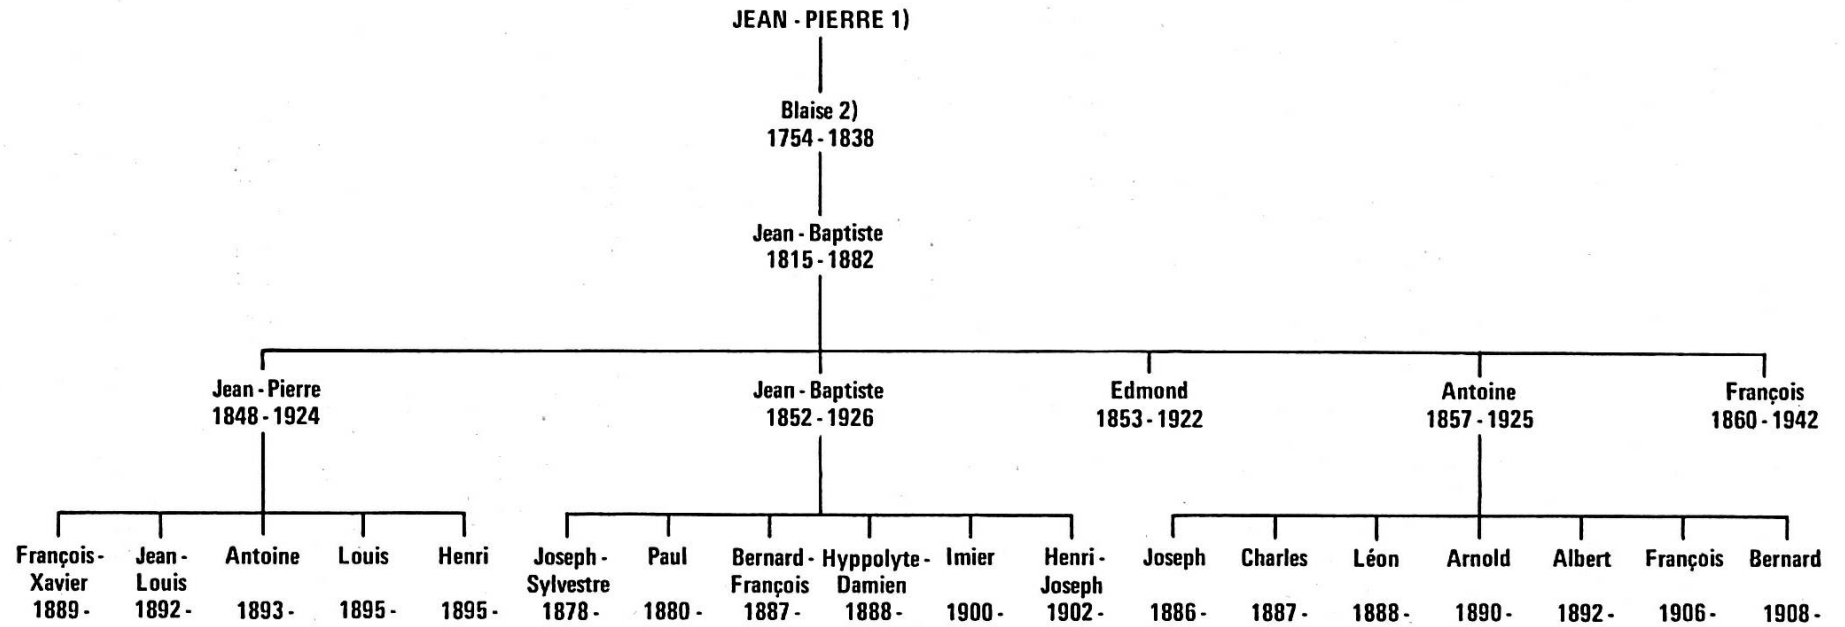 JEAN - PIERRE 1)
Blaise 2)
1754 - 1838
Jean - Baptiste
1815 - 1882
Jean - Pierre
1848 - 1924
Jean - Baptiste
1852 - 1926
Edmond
1853 - 1922
Antoine
1857 - 1925
François
1860 - 1942
François -
Xavier
1889 -
Jean -
Louis
1892 -
Antoine
1893 -
Louis
1895 -
Henri
1895 -
Joseph -
Sylvestre
1878 -
Paul
1880 -
Bernard -
François
1887 -
Hyppolyte -
Damien
1888 -
Imier
1900 -
Henri -
Joseph
1902 -
Joseph
1886 -
Charles
1887 -
Léon
1888 -
Arnold
1890 -
Albert
1892 -
François
1906 -
Bernard
1908 -